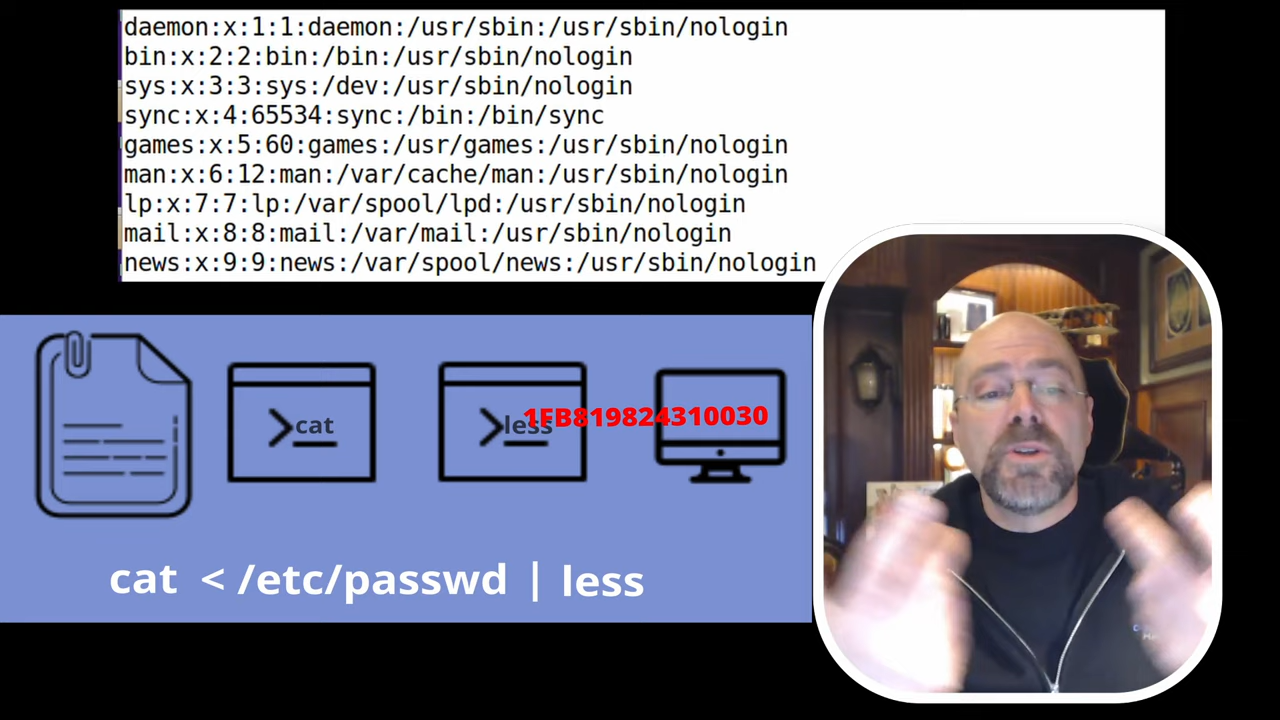 daemon:x:1:1:daemon:/usr/sbin:/usr/sbin/nologin
bin:x:2:2:bin:/bin:/usr/sbin/nologin
sys:x:3:3:sys:/dev:/usr/sbin/nologin
sync:x:4:65534:sync:/bin:/bin/sync
games:x:5:60:games:/usr/games:/usr/sbin/nologin
man:x:6:12:man:/var/cache/man:/usr/sbin/nologin
lp:x:7:7:lp:/var/spool/lpd:/usr/sbin/nologin
mail:x:8:8:mail:/var/mail:/usr/sbin/nologin
news:x:9:9:news:/var/spool/news:/usr/sbin/nologin
>cat
>less
1FB819824310030
cat < /etc/passwd | less